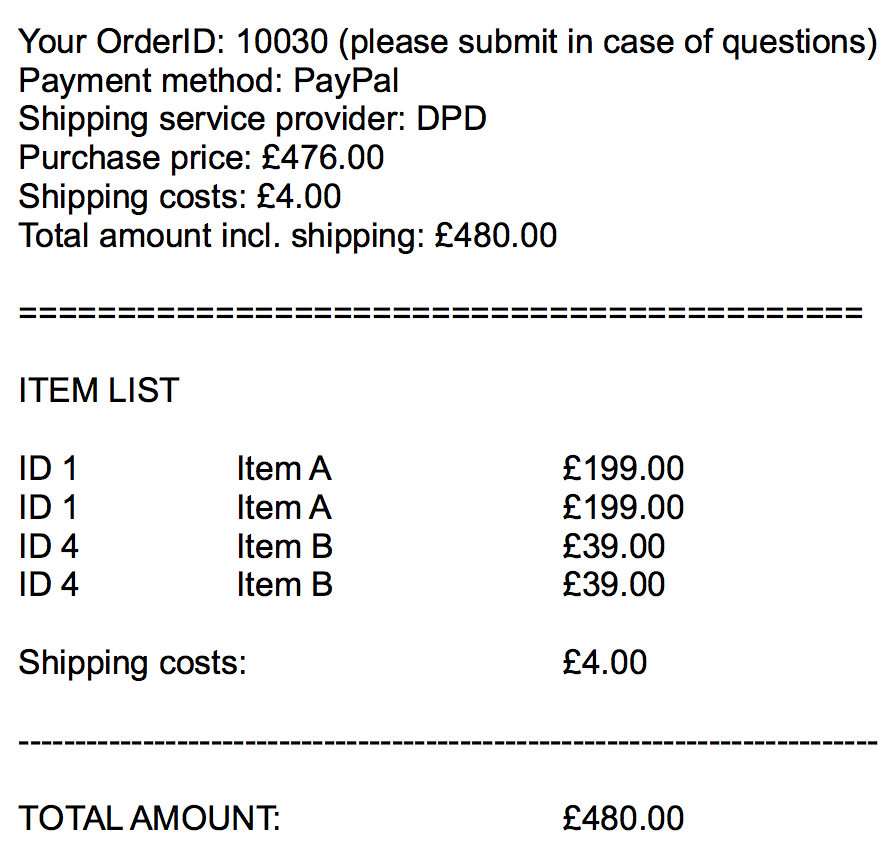 Your OrderID: 10030 (please submit in case of questions)
Payment method: PayPal
Shipping service provider: DPD
Purchase price: £476.00
Shipping costs: £4.00
Total amount incl. shipping: £480.00
===========================================
ITEM LIST
ID 1 Item A £199.00
ID 1 Item A £199.00
ID 4 Item B £39.00
ID 4 Item B £39.00
Shipping costs: £4.00
----------------------------------------------------------------------------
TOTAL AMOUNT: £480.00